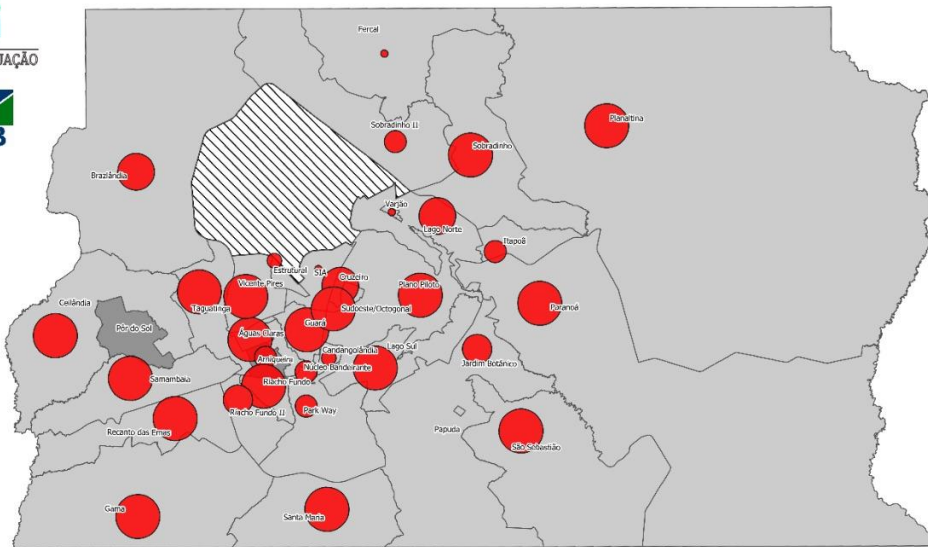 Fercal
Planaltina
Sobradinho II
Sobradinho
Brazlândia
Varjão
Lago Norte
Itapoã
Estrutural
SIA
Cruzeiro
Vicente Pires
Plano Piloto
Taguatinga
Ceilândia
Paranoá
Sudoeste/Octogonal
Guará
Pôr do Sol
Águas Claras
Candangolândia
Lago Sul
Jardim Botânico
Arniqueira
Núcleo Bandeirante
Samambaia
Riacho Fundo
Riacho Fundo II
Park Way
Papuda
Recanto das Emas
São Sebastião
Gama
Santa Maria